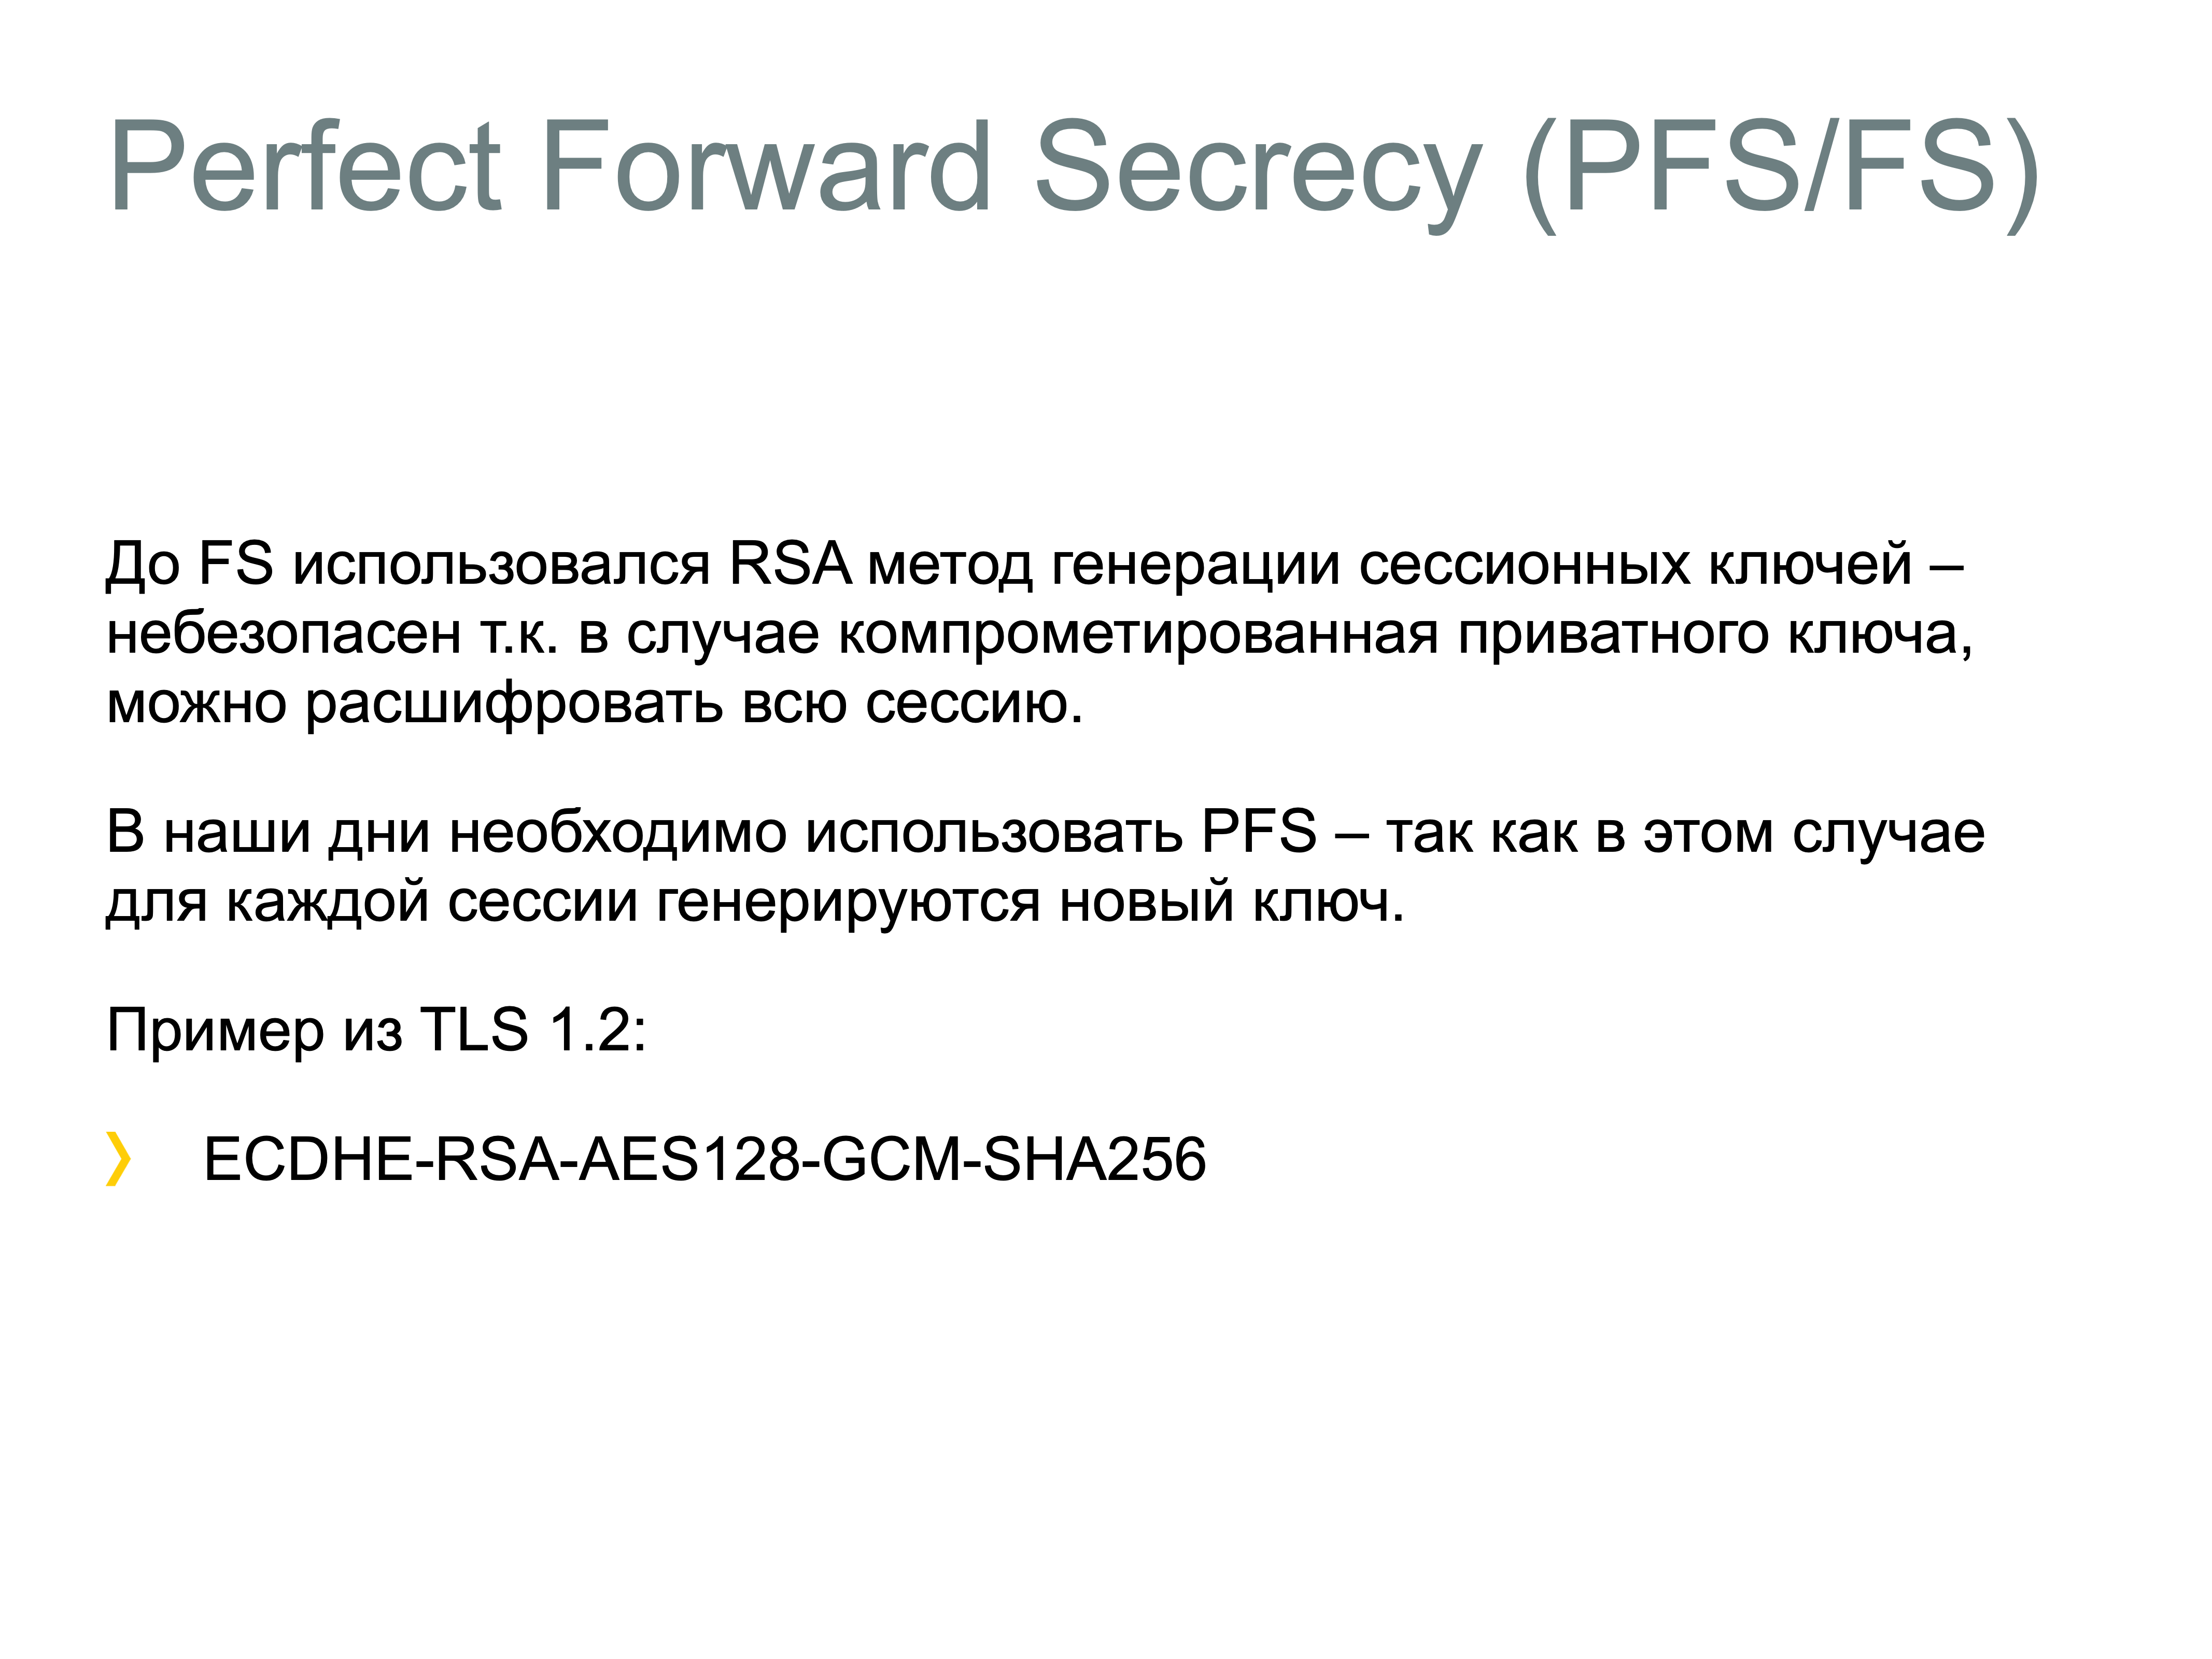 Perfect Forward Secrecy (PFS/FS)
До FS использовался RSA метод генерации сессионных ключей –
небезопасен т.к. в случае компрометированная приватного ключа,
можно расшифровать всю сессию.
В наши дни необходимо использовать PFS – так как в этом случае
для каждой сессии генерируются новый ключ.
Пример из TLS 1.2:
ECDHE-RSA-AES128-GCM-SHA256